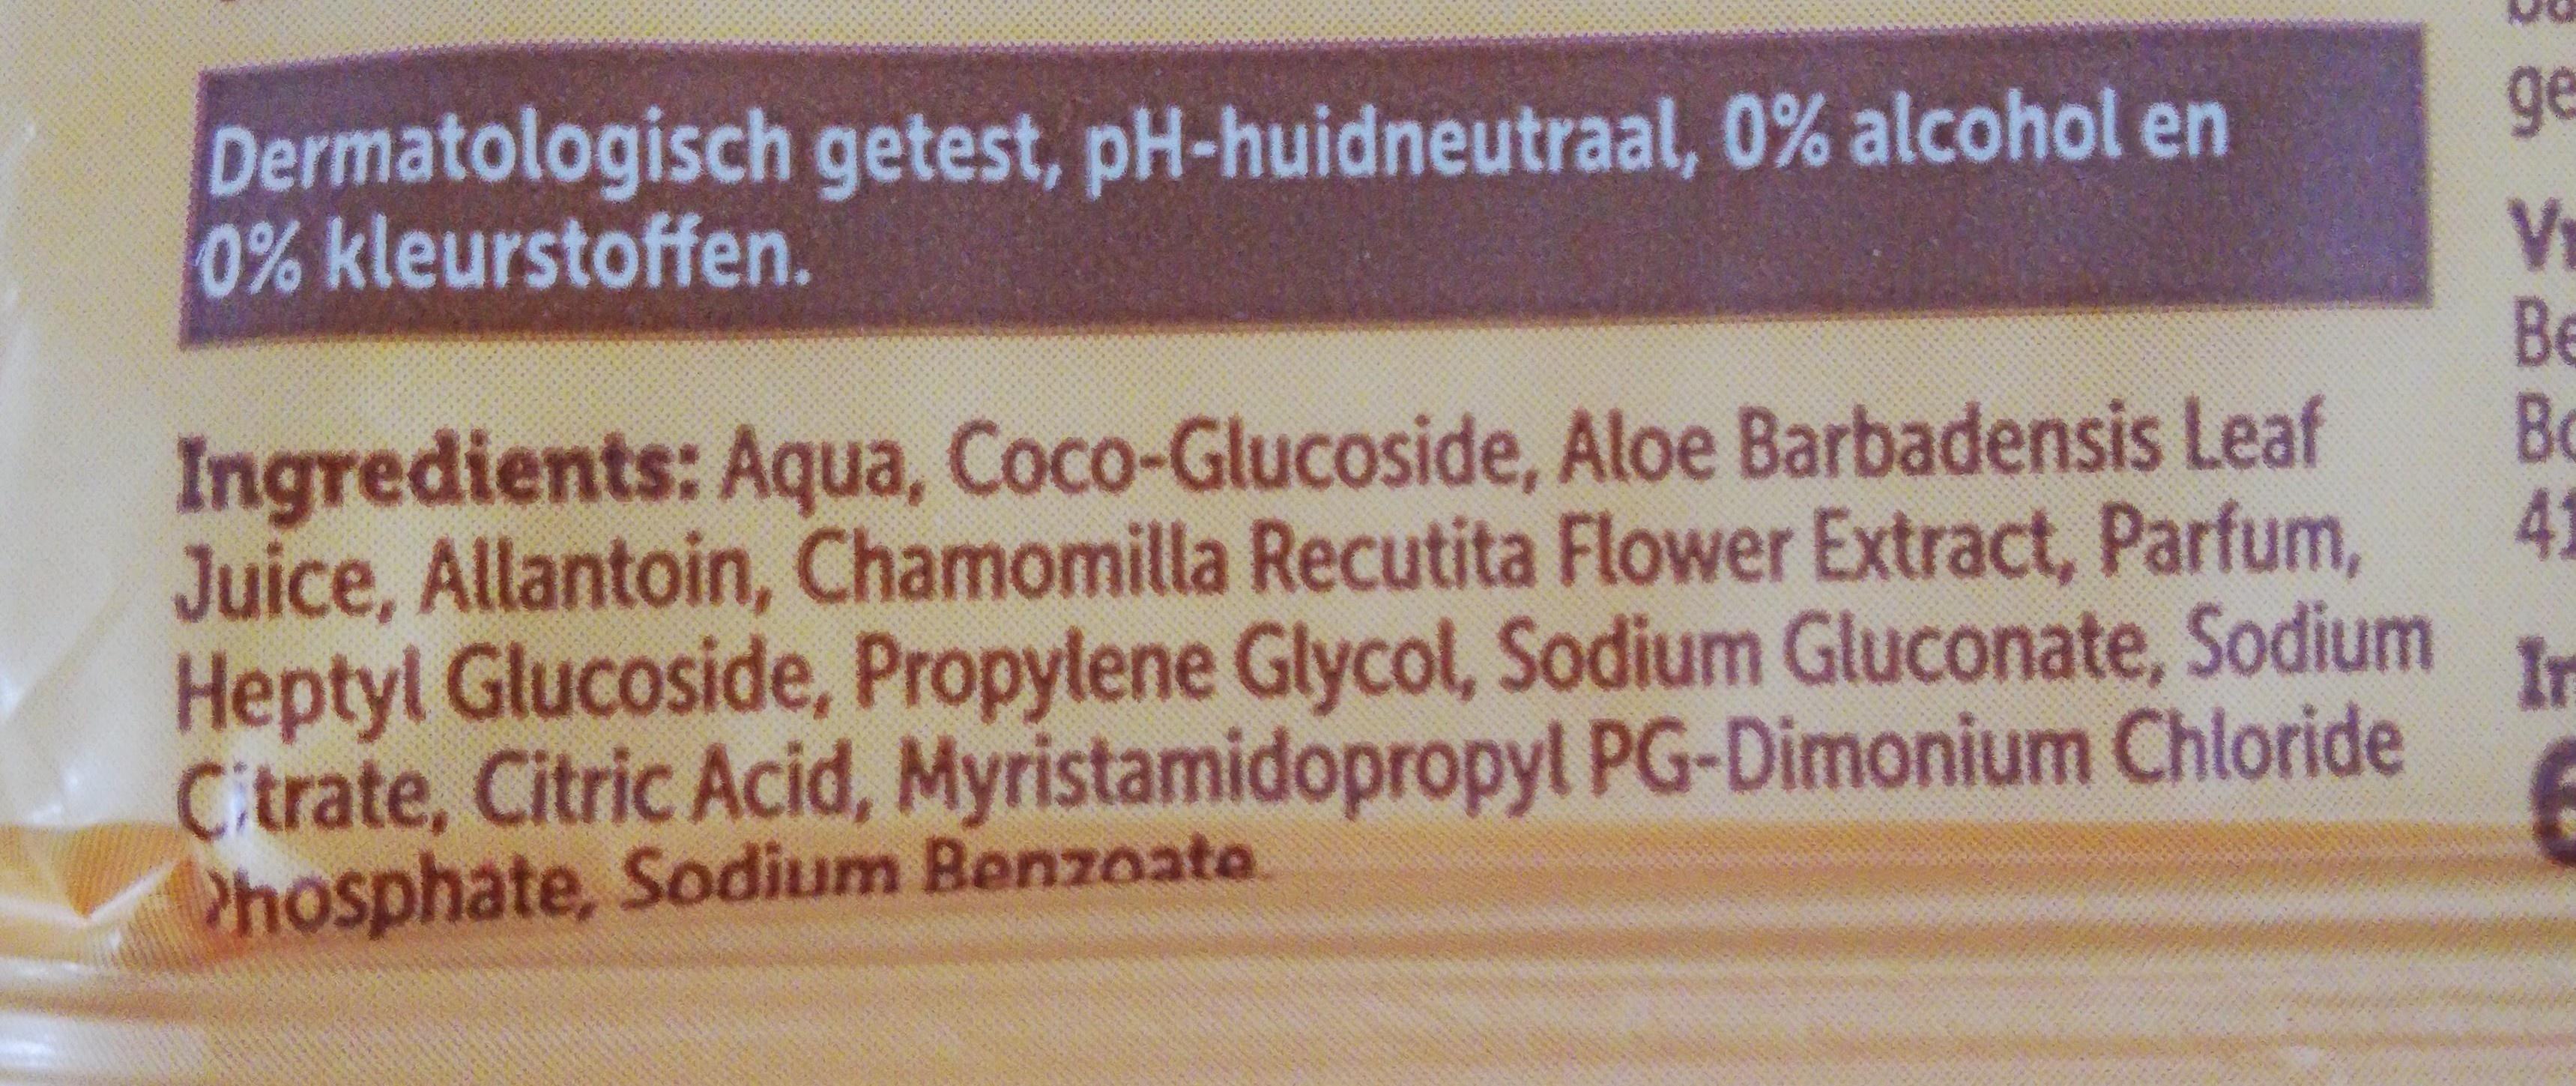 Dermatologisch getest, pH-huidneutraal, 0% alcohol en
0% kleurstoffen.
Ingredients: Aqua, Coco-Glucoside, Aloe Barbadensis Leaf
Juice, Allantoin, Chamomilla Recutita Flower Extract, Parfum,
Heptyl Glucoside, Propylene Glycol, Sodium Gluconate, Sodium
Citrate, Citric Acid, Myristamidopropyl PG-Dimonium Chloride
Phosphate, Sodium Benzoate